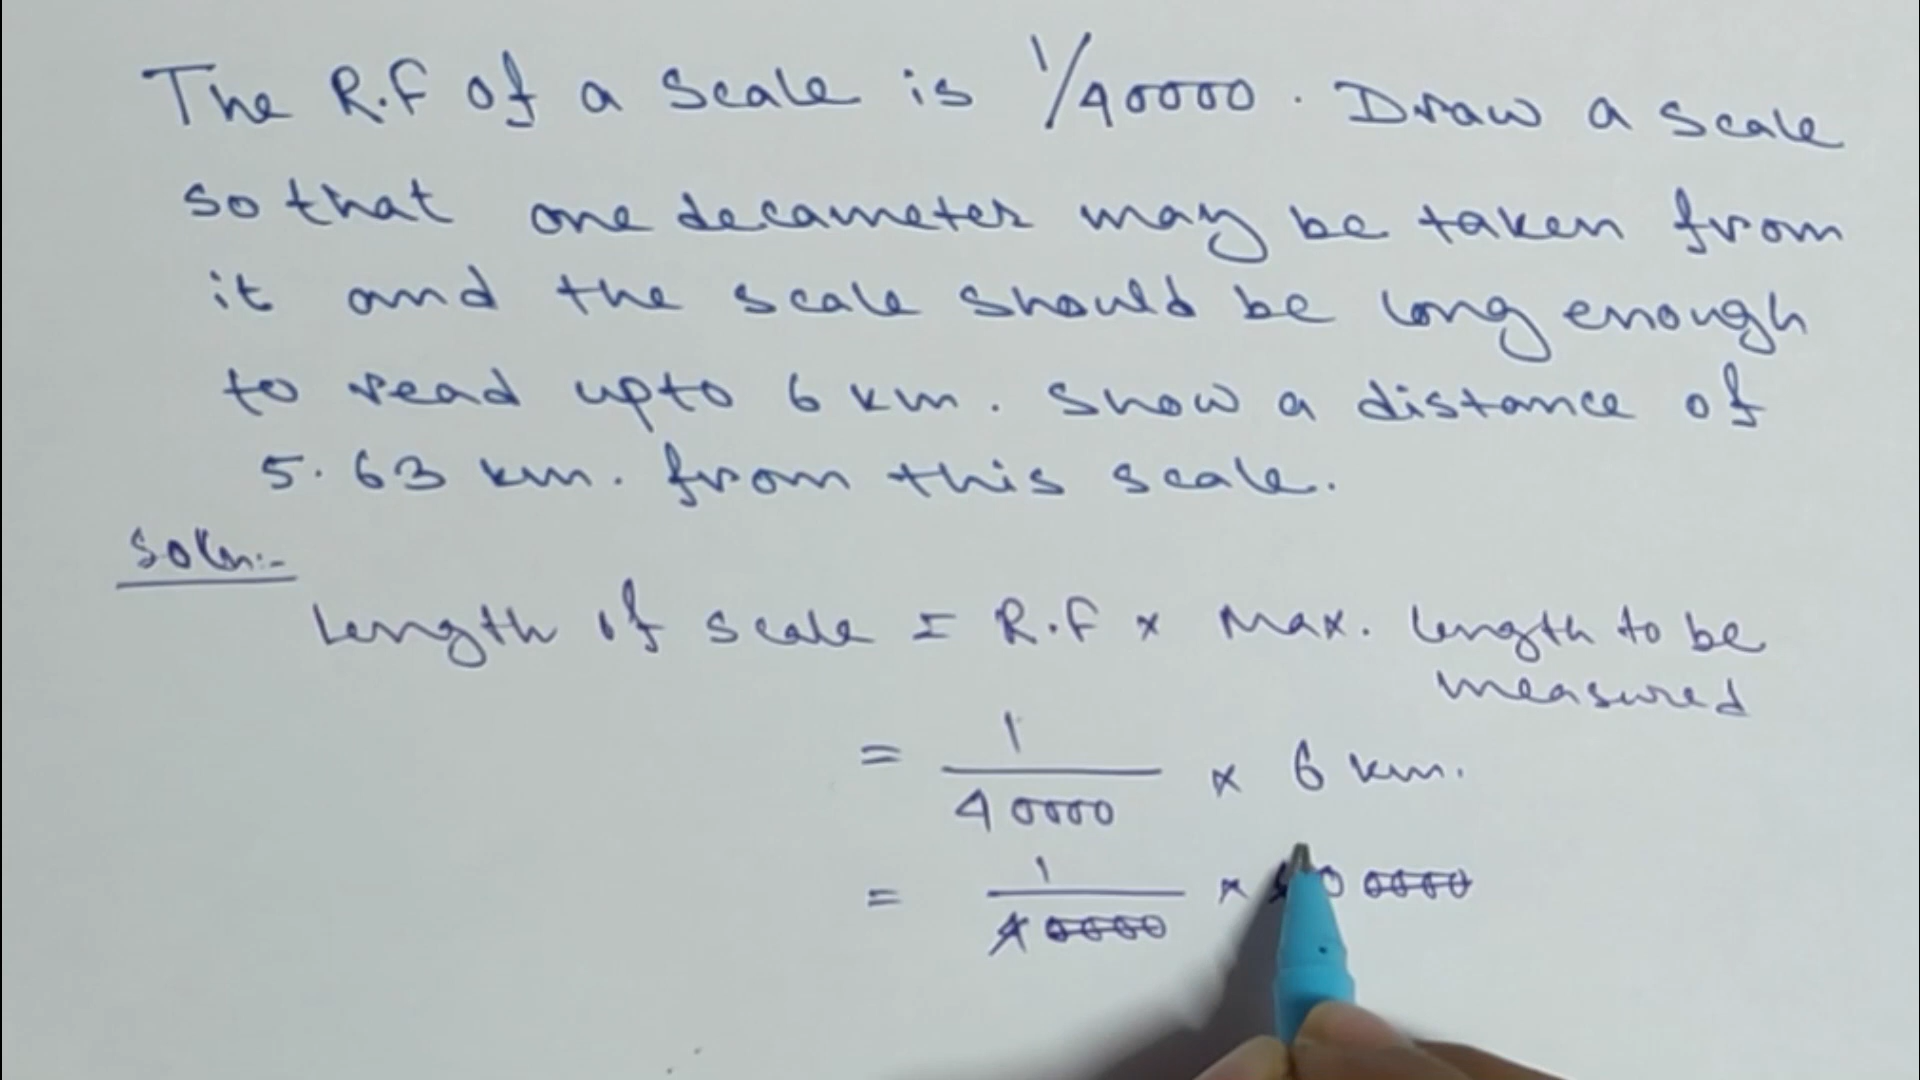 The R.F of a scale is 1/40000. Draw a scale
so that one decameter may be taken from
it and the scale should be long enough
to read upto 6 km. Show a distance of
5.63 km. from this scale.
Soln:-
Length of scale = R.F × Max. length to be
measured
= 1/40000 × 6 km.
= 1/40000 ×